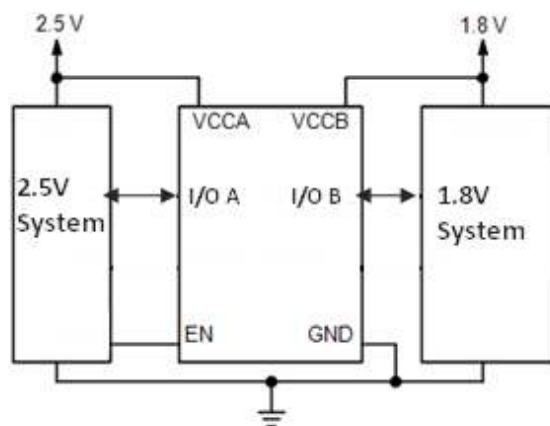 2.5 V
1.8 V
VCCA VCCB
2.5V
System
I/O A
I/O B
1.8V
System
EN
GND